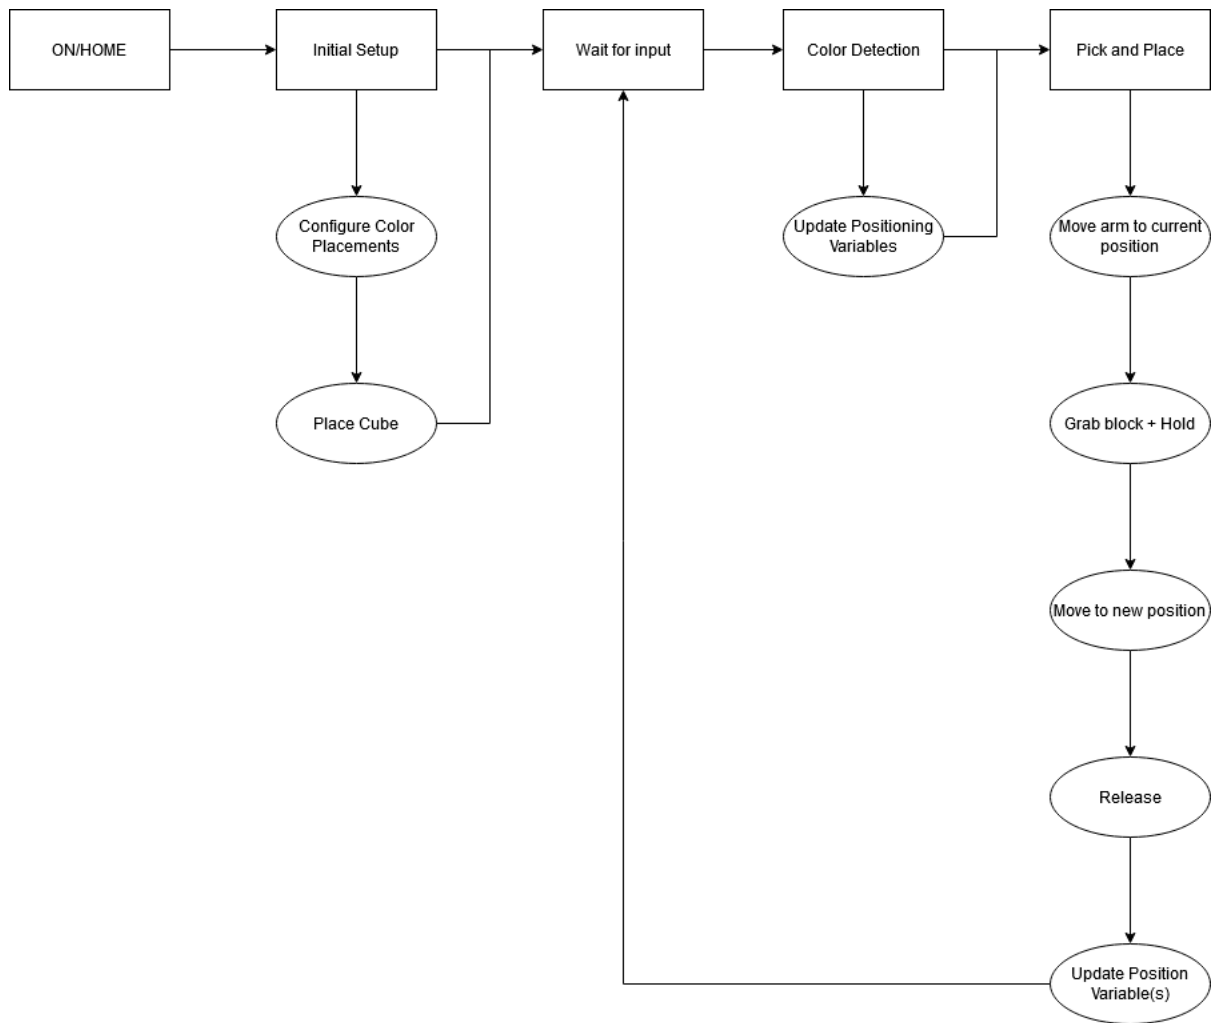 ON/HOME
Initial Setup
Wait for input
Color Detection
Pick and Place
Configure Color
Placements
Update Positioning
Variables
Move arm to current
position
Place Cube
Grab block + Hold
Move to new position
Release
Update Position
Variable(s)